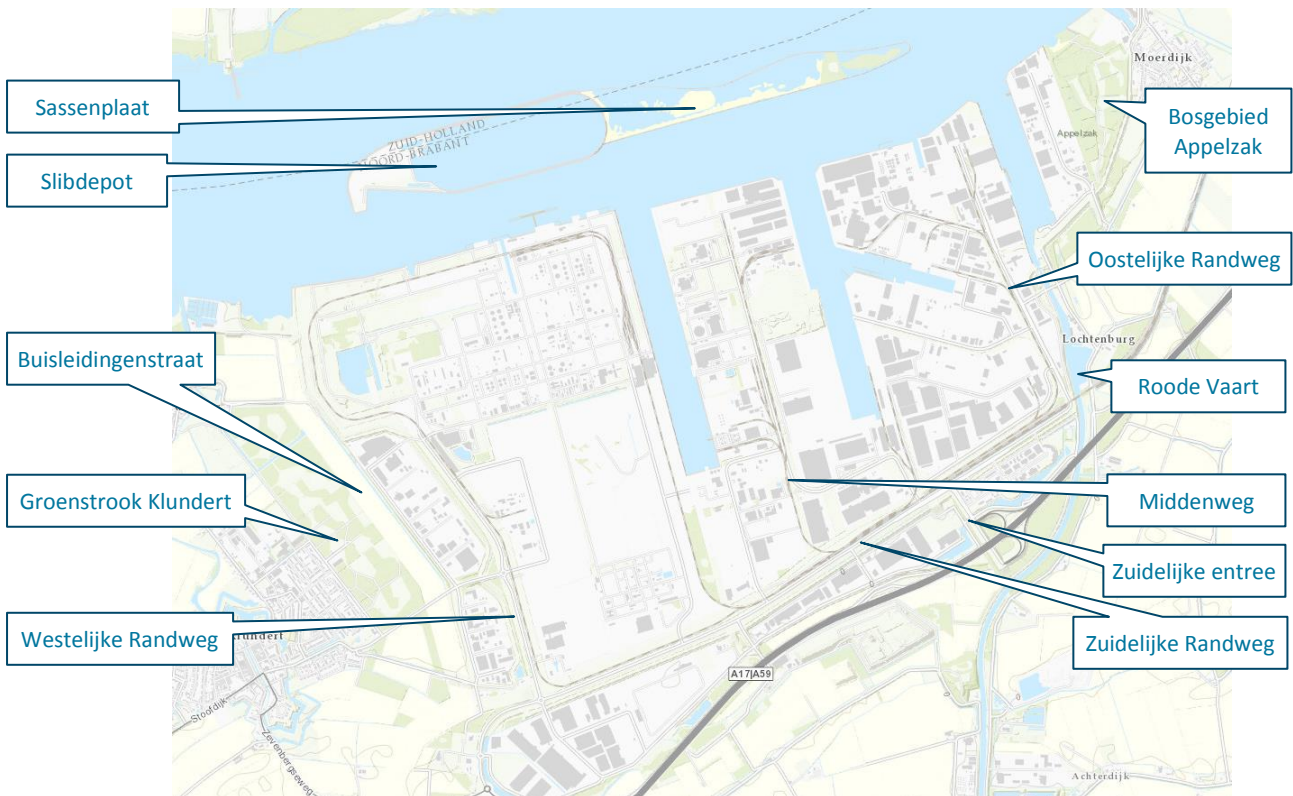 Sassenplaat
Slibdepot
Buisleidingenstraat
Groenstrook Klundert
Westelijke Randweg
ZUID-HOLLAND
NOORD-BRABANT
Moerdijk
Appelzak
Bosgebied
Appelzak
Oostelijke Randweg
Lochtenburg
Roode Vaart
Middenweg
Zuidelijke entree
Zuidelijke Randweg
A17|A59
Stoofdijk
Zevenbergseweg
Achterdijk